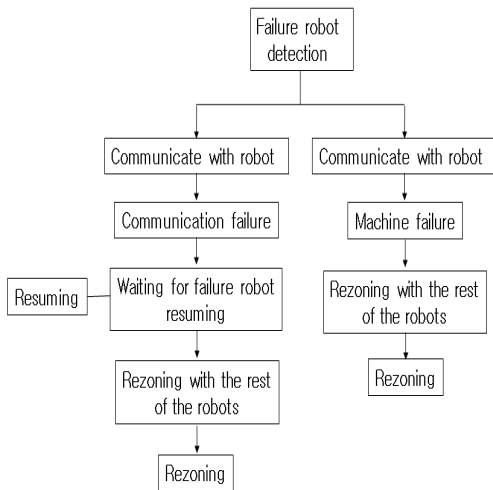 Failure robot
detection
Communicate with robot
Communicate with robot
Communication failure
Machine failure
Resuming
Waiting for failure robot
resuming
Rezoning with the rest
of the robots
Rezoning with the rest
of the robots
Rezoning
Rezoning